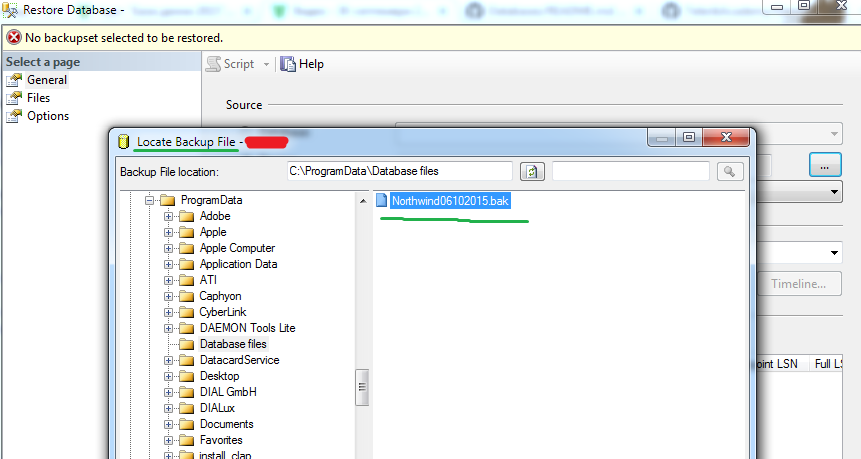 Restore Database -
No backupset selected to be restored.
Select a page
General
Files
Options
Script
Help
Source
Locate Backup File -
Backup File location:
C:\ProgramData\Database files
...
Timeline...
oint LSN
Full LS
ProgramData
Adobe
Apple
Apple Computer
Application Data
ATI
Caphyon
CyberLink
DAEMON Tools Lite
Database files
DatacardService
Desktop
DIAL GmbH
DIALux
Documents
Favorites
install_clap
Northwind06102015.bak